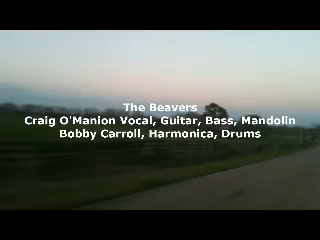 The Beavers
Craig O'Manion Vocal, Guitar, Bass, Mandolin
Bobby Carroll, Harmonica, Drums